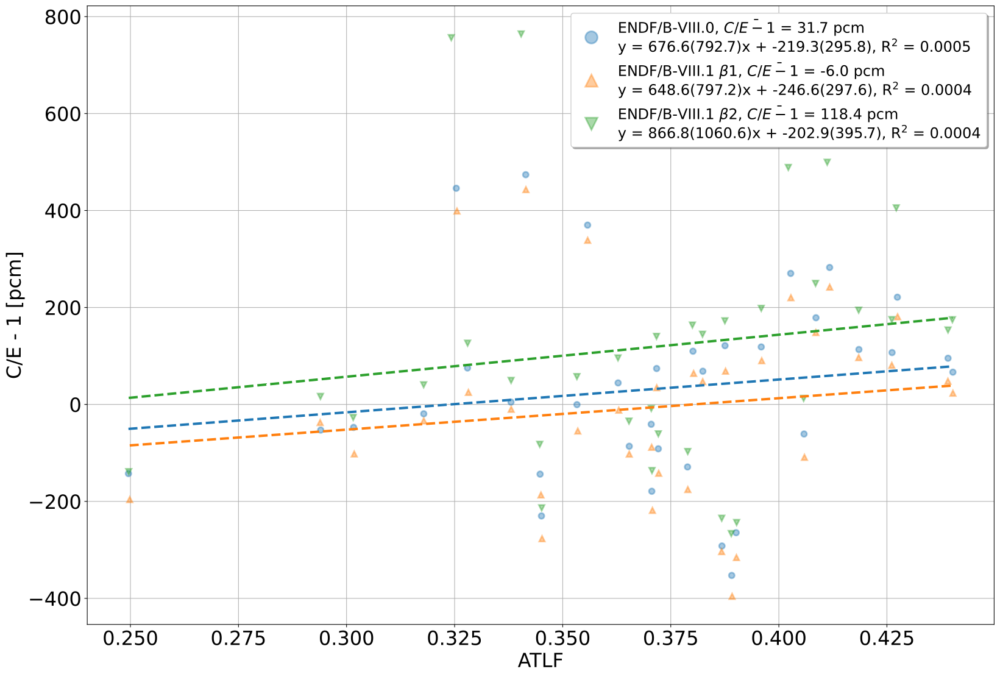 800
600
400
200
0
−200
−400
C/E - 1 [pcm]
ENDF/B-VIII.0, C/E − 1 = 31.7 pcm
y = 676.6(792.7)x + -219.3(295.8), R² = 0.0005
ENDF/B-VIII.1 β1, C/E − 1 = -6.0 pcm
y = 648.6(797.2)x + -246.6(297.6), R² = 0.0004
ENDF/B-VIII.1 β2, C/E − 1 = 118.4 pcm
y = 866.8(1060.6)x + -202.9(395.7), R² = 0.0004
0.250 0.275 0.300 0.325 0.350 0.375 0.400 0.425
ATLF